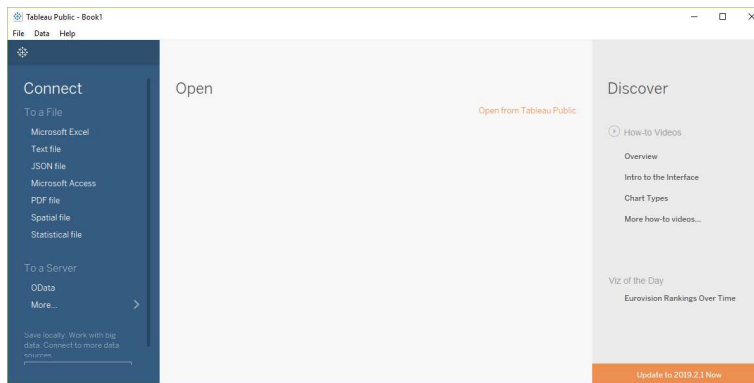 Tableau Public - Book1
File Data Help
Connect
To a File
Microsoft Excel
Text file
JSON file
Microsoft Access
PDF file
Spatial file
Statistical file
To a Server
OData
More...
Save locally. Work with big
data. Connect to more data
sources.
Open
Open from Tableau Public
Discover
How-to Videos
Overview
Intro to the Interface
Chart Types
More how-to videos...
Viz of the Day
Eurovision Rankings Over Time
Update to 2019.2.1 Now